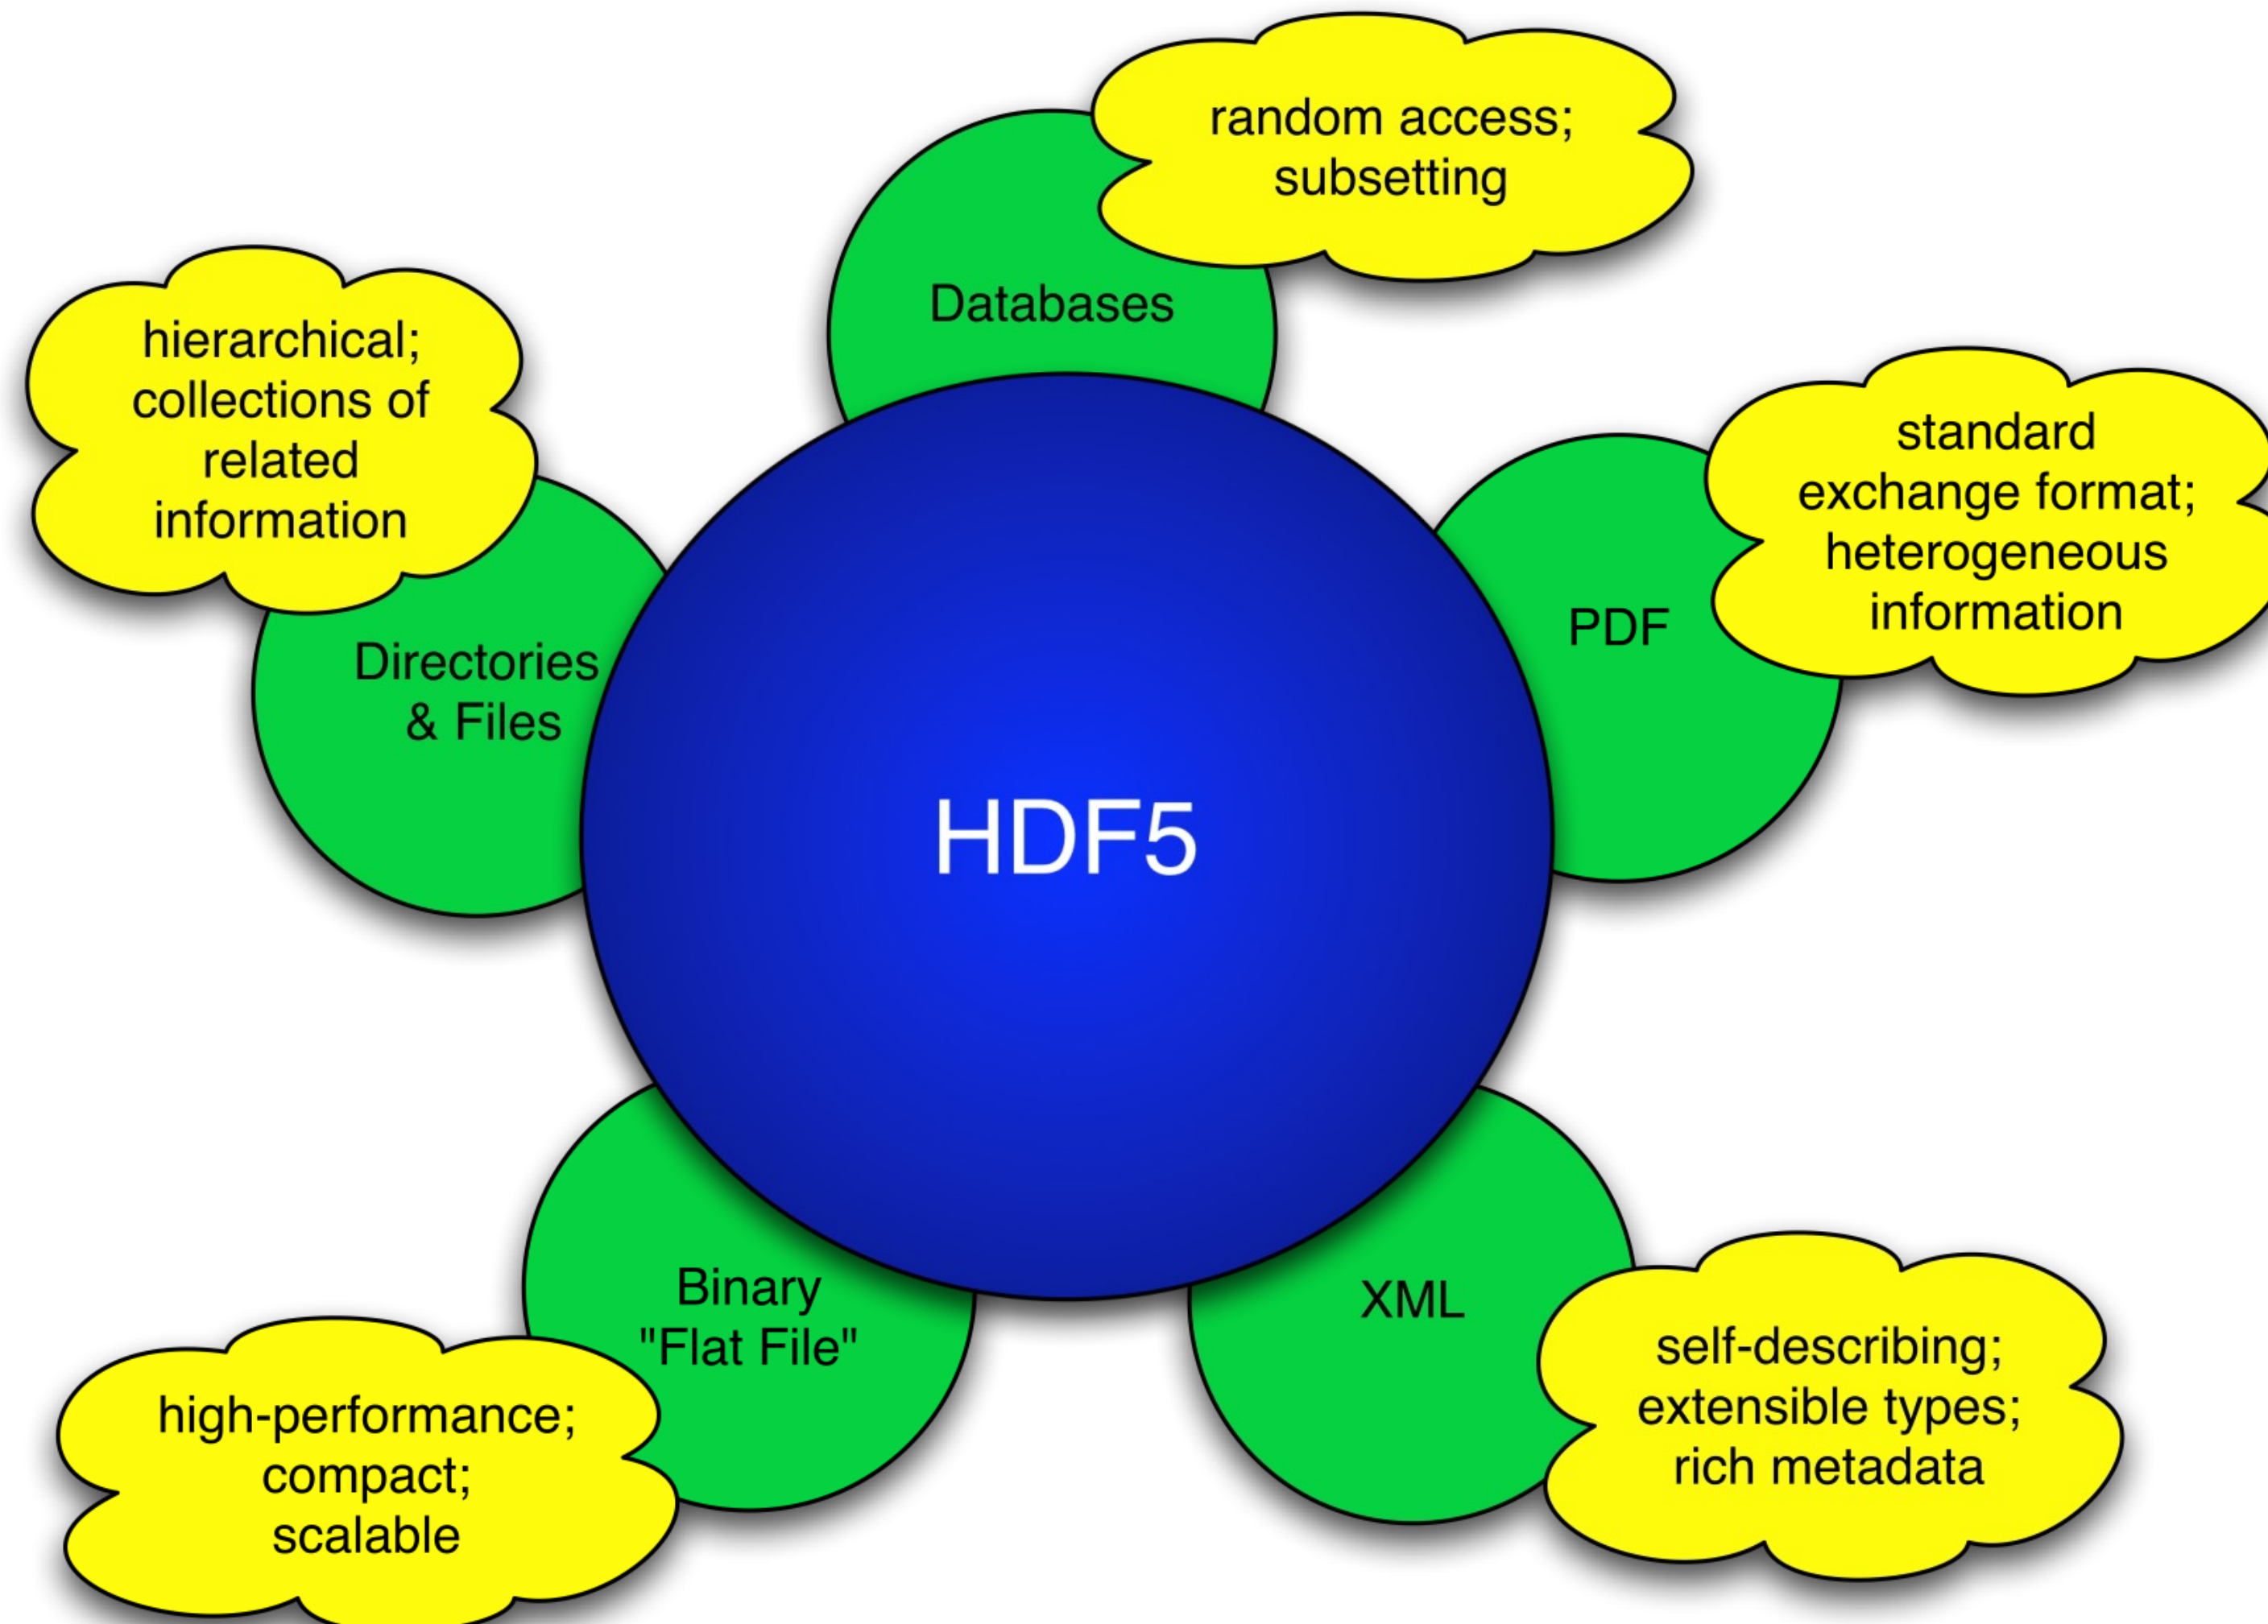 random access;
subsetting
Databases
hierarchical;
collections of
related
information
Directories
& Files
standard
exchange format;
heterogeneous
information
PDF
HDF5
Binary
"Flat File"
high-performance;
compact;
scalable
XML
self-describing;
extensible types;
rich metadata